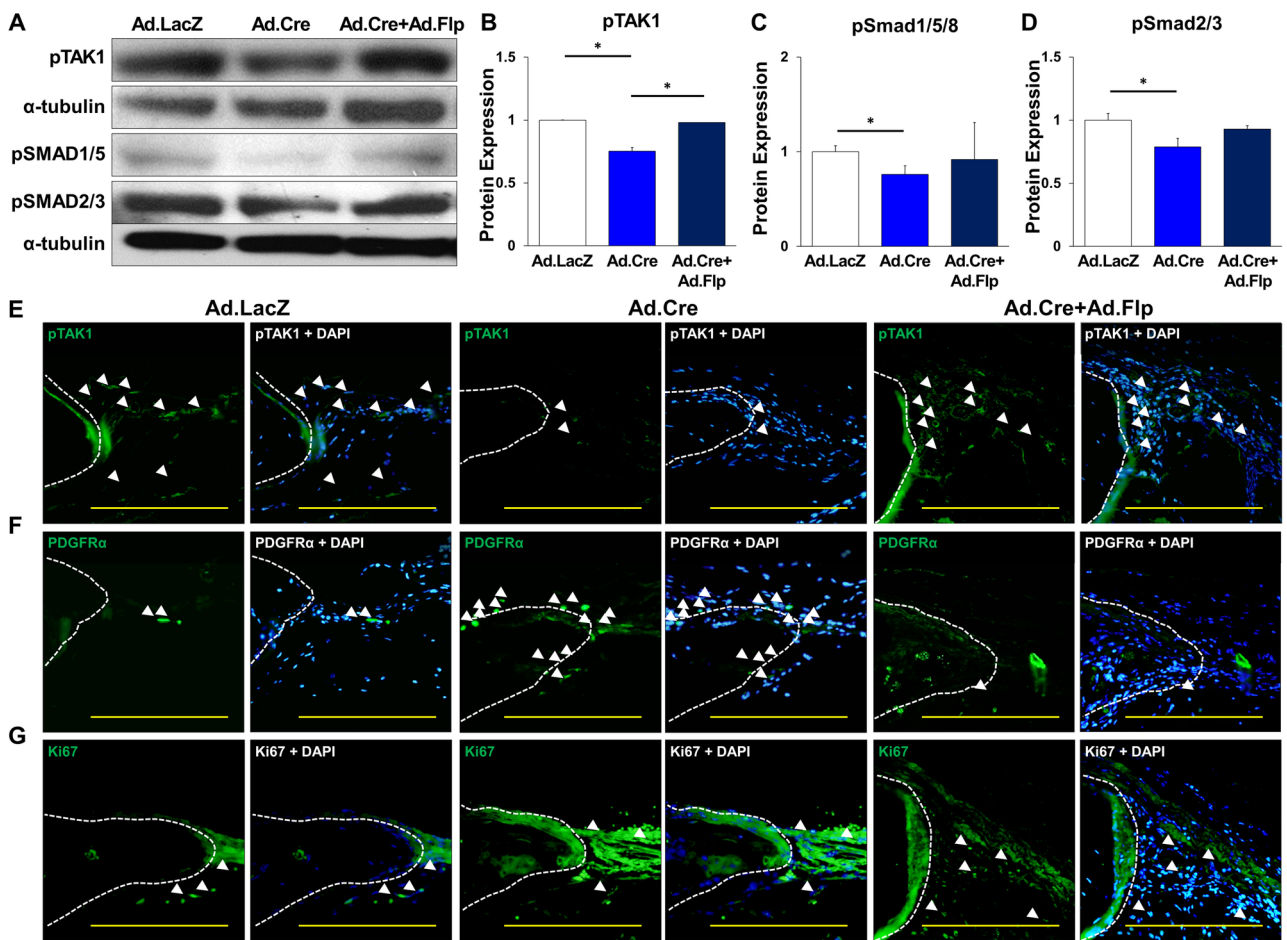 A
Ad.LacZ Ad.Cre Ad.Cre+Ad.Flp
pTAK1
α-tubulin
pSMAD1/5
pSMAD2/3
α-tubulin
B
pTAK1
Protein Expression
1.5
1
0.5
0
*
*
Ad.LacZ Ad.Cre Ad.Cre+
Ad.Flp
C
pSmad1/5/8
Protein Expression
2
1
0
*
Ad.LacZ Ad.Cre Ad.Cre+
Ad.Flp
D
pSmad2/3
Protein Expression
1.5
1
0.5
0
*
Ad.LacZ Ad.Cre Ad.Cre+
Ad.Flp
Ad.LacZ Ad.Cre Ad.Cre+Ad.Flp
E
pTAK1 pTAK1 + DAPI pTAK1 pTAK1 + DAPI pTAK1 pTAK1 + DAPI
F
PDGFRα PDGFRα + DAPI PDGFRα PDGFRα + DAPI PDGFRα PDGFRα + DAPI
G
Ki67 Ki67 + DAPI Ki67 Ki67 + DAPI Ki67 Ki67 + DAPI